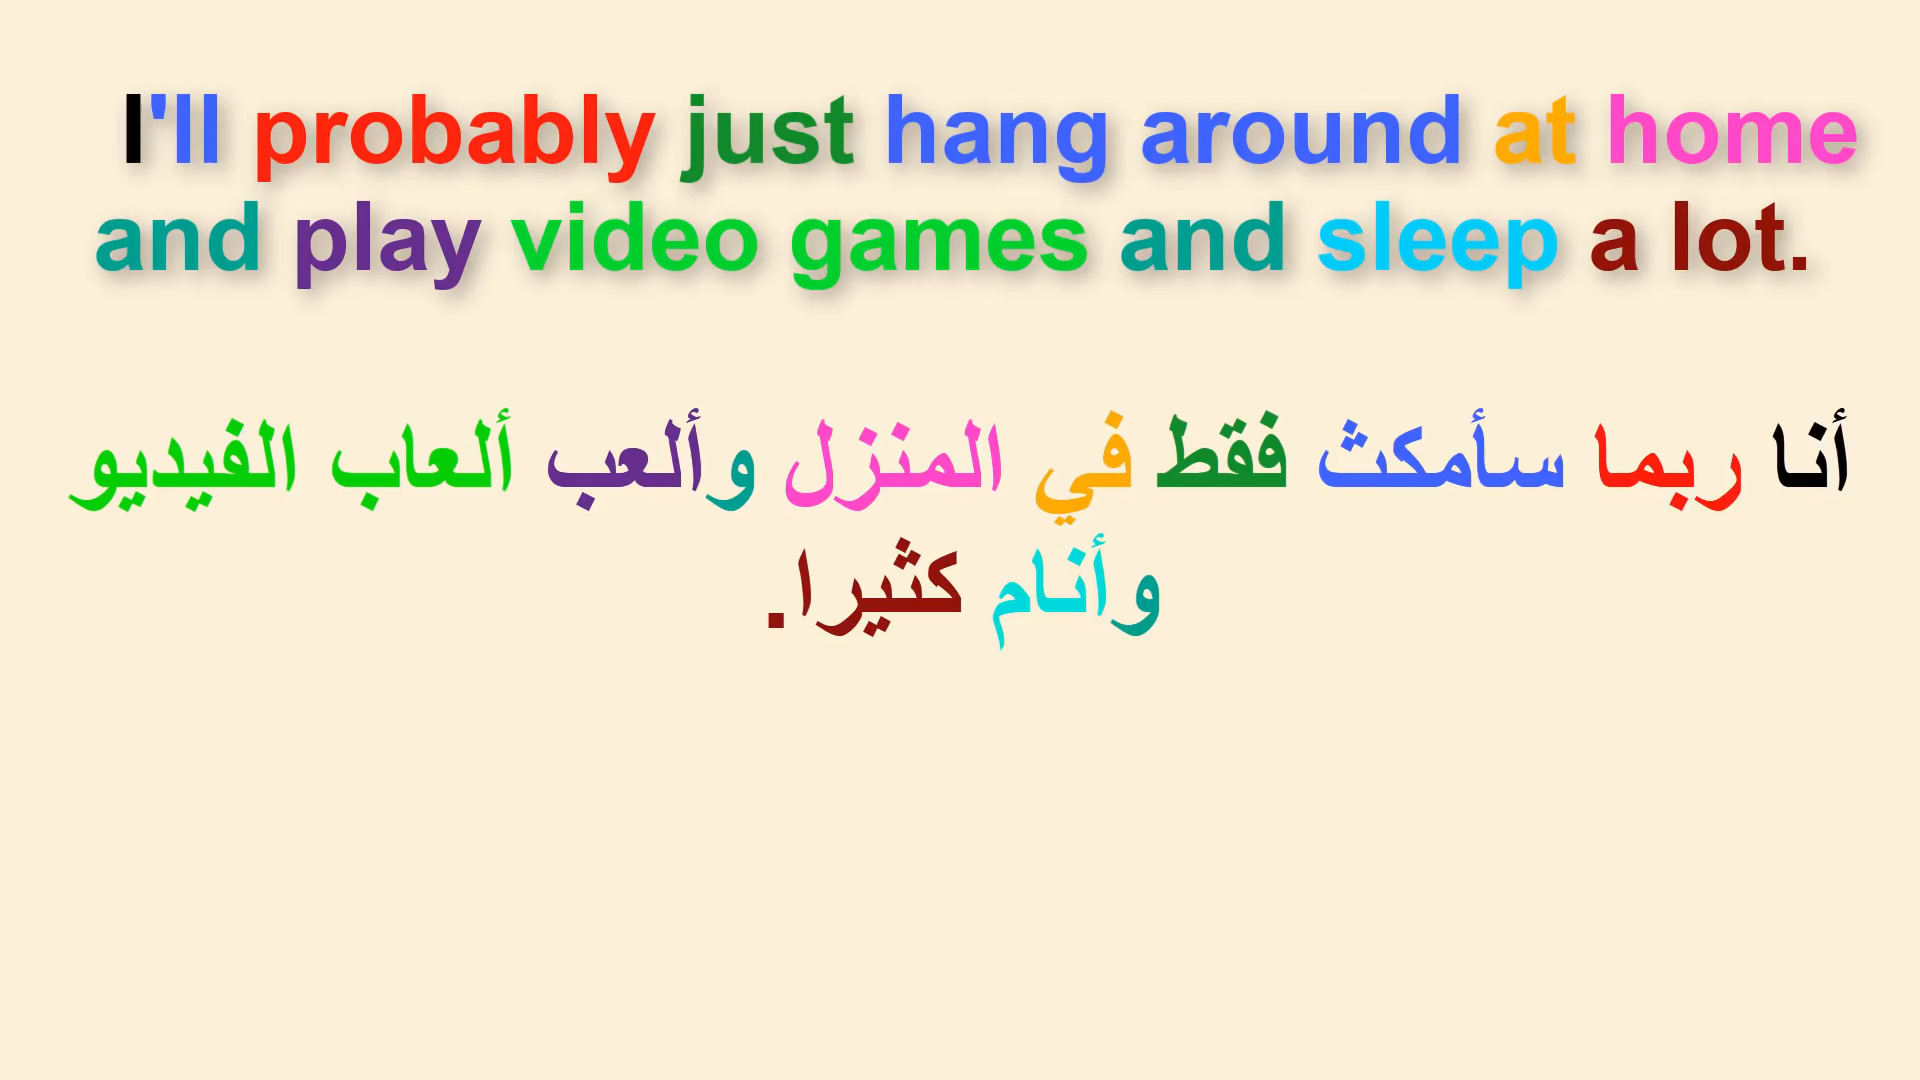 I'll probably just hang around at home
and play video games and sleep a lot.
أنا ربما سأمكث فقط في المنزل وألعب ألعاب الفيديو
وأنام كثيرا.